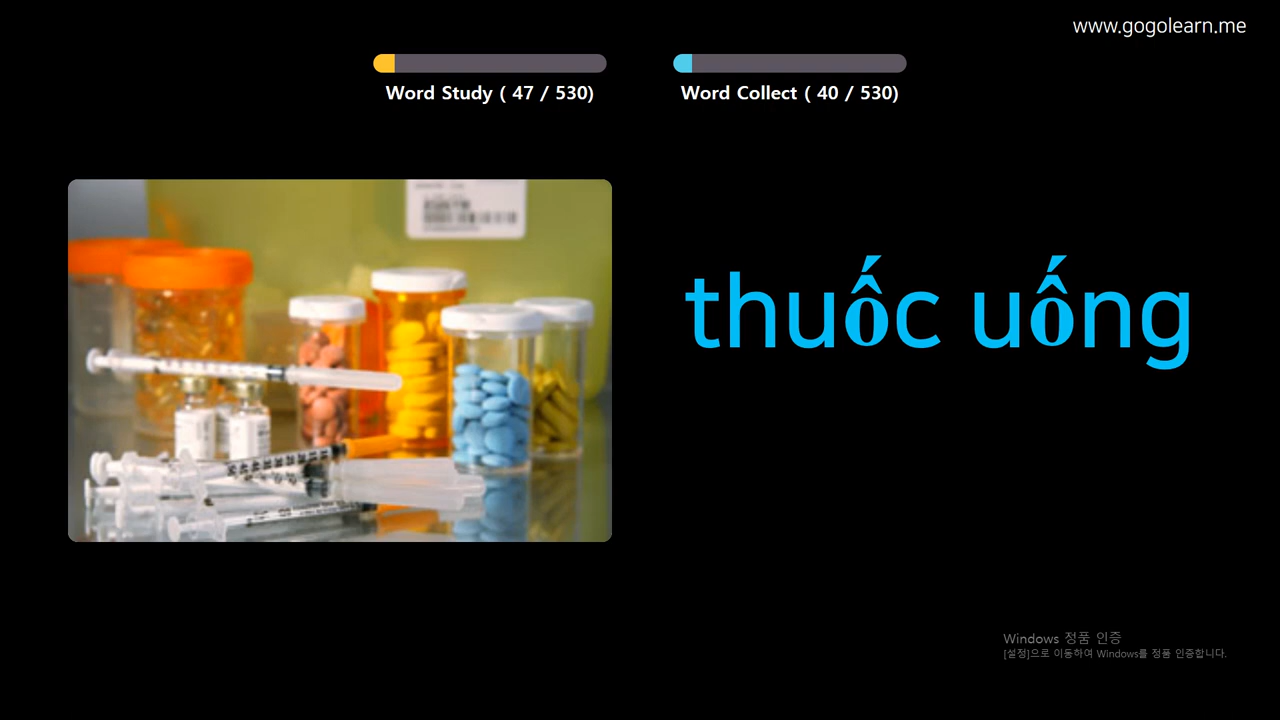 www.gogolearn.me
Word Study ( 47 / 530)
Word Collect ( 40 / 530)
thuốc uống
Windows 정품 인증
[설정]으로 이동하여 Windows를 정품 인증합니다.